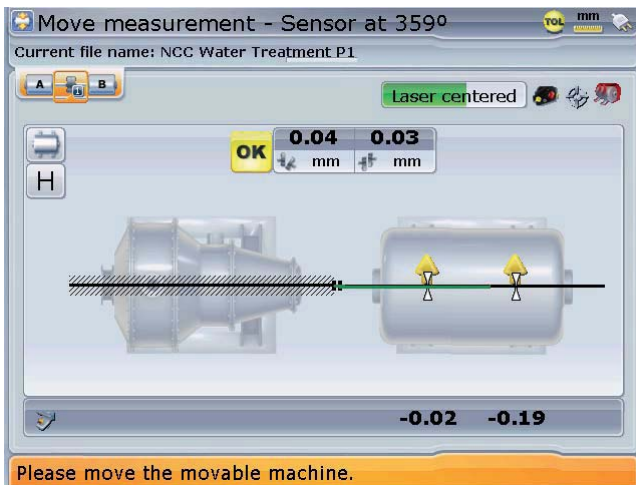 Move measurement - Sensor at 359º
TOL mm
Current file name: NCC Water Treatment P1
A i B
Laser centered
OK 0.04 0.03
mm mm
H
-0.02 -0.19
Please move the movable machine.